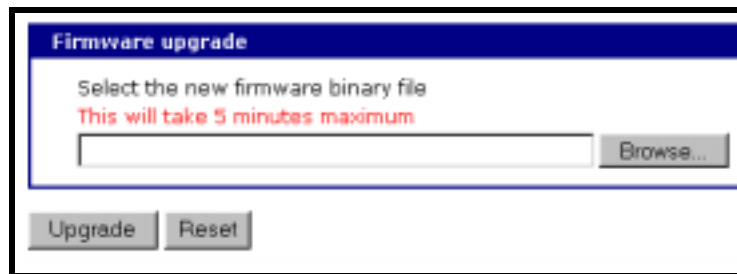 Firmware upgrade
Select the new firmware binary file
This will take 5 minutes maximum
Browse...
Upgrade Reset